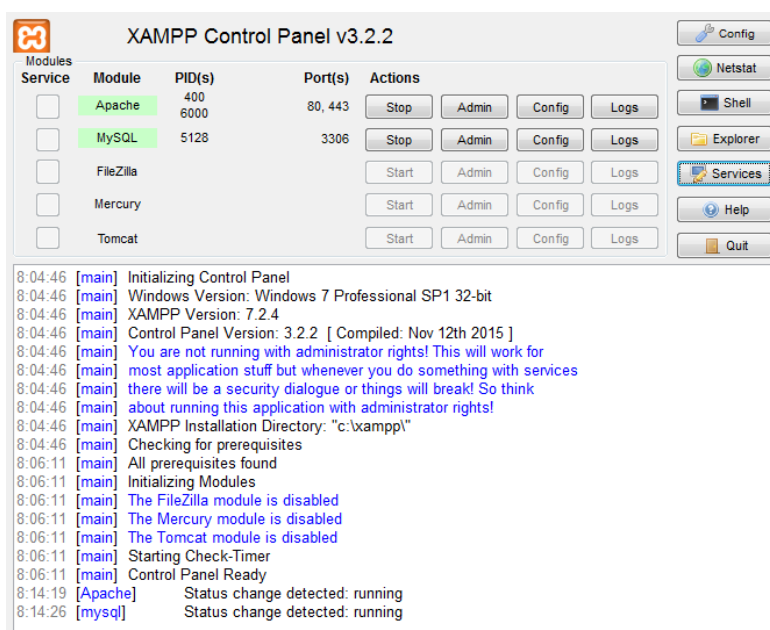 XAMPP Control Panel v3.2.2
Modules
Service Module PID(s) Port(s) Actions
Apache 400 6000 80, 443 Stop Admin Config Logs
MySQL 5128 3306 Stop Admin Config Logs
FileZilla Start Admin Config Logs
Mercury Start Admin Config Logs
Tomcat Start Admin Config Logs
Config
Netstat
Shell
Explorer
Services
Help
Quit
8:04:46 [main] Initializing Control Panel
8:04:46 [main] Windows Version: Windows 7 Professional SP1 32-bit
8:04:46 [main] XAMPP Version: 7.2.4
8:04:46 [main] Control Panel Version: 3.2.2 [ Compiled: Nov 12th 2015 ]
8:04:46 [main] You are not running with administrator rights! This will work for
8:04:46 [main] most application stuff but whenever you do something with services
8:04:46 [main] there will be a security dialogue or things will break! So think
8:04:46 [main] about running this application with administrator rights!
8:04:46 [main] XAMPP Installation Directory: "c:\xampp\"
8:04:46 [main] Checking for prerequisites
8:06:11 [main] All prerequisites found
8:06:11 [main] Initializing Modules
8:06:11 [main] The FileZilla module is disabled
8:06:11 [main] The Mercury module is disabled
8:06:11 [main] The Tomcat module is disabled
8:06:11 [main] Starting Check-Timer
8:06:11 [main] Control Panel Ready
8:14:19 [Apache] Status change detected: running
8:14:26 [mysql] Status change detected: running